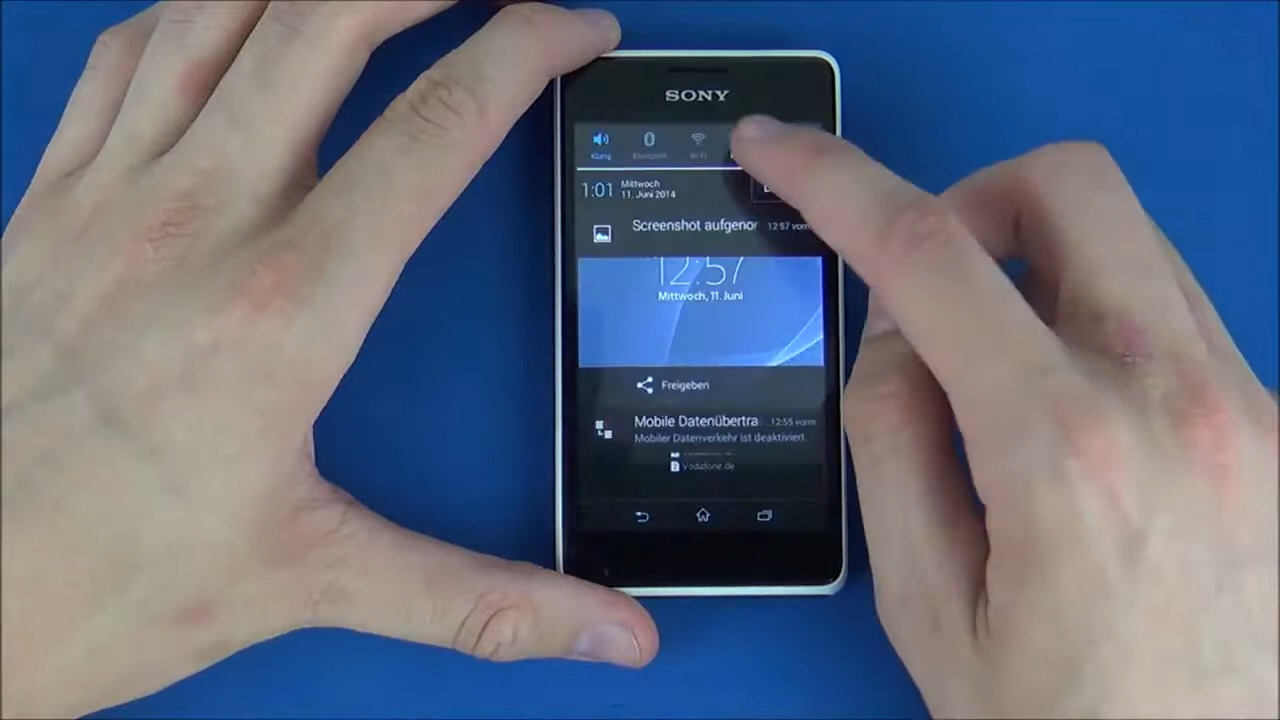 SONY
Klang Bluetooth Wi-Fi
1:01 Mittwoch
11. Juni 2014
Screenshot aufgenor 12:57 vorm
12:57
Mittwoch, 11. Juni
Freigeben
Mobile Datenübertra 12:55 vorm
Mobiler Datenverkehr ist deaktiviert
Vodafone.de